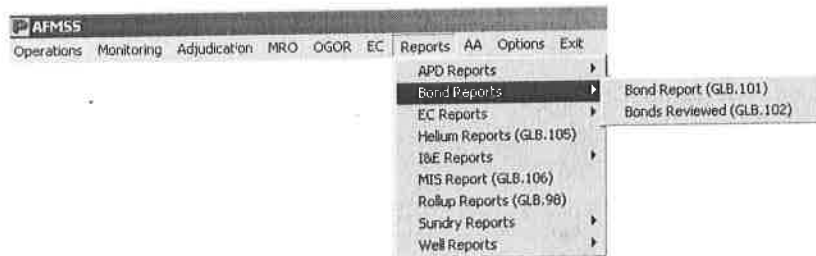 AFMSS
Operations Monitoring Adjudication MRO OGOR EC Reports AA Options Exit
APD Reports
Bond Reports
Bond Report (GLB.101)
EC Reports
Bonds Reviewed (GLB.102)
Helium Reports (GLB.105)
I&E Reports
MIS Report (GLB.106)
Rollup Reports (GLB.98)
Sundry Reports
Well Reports